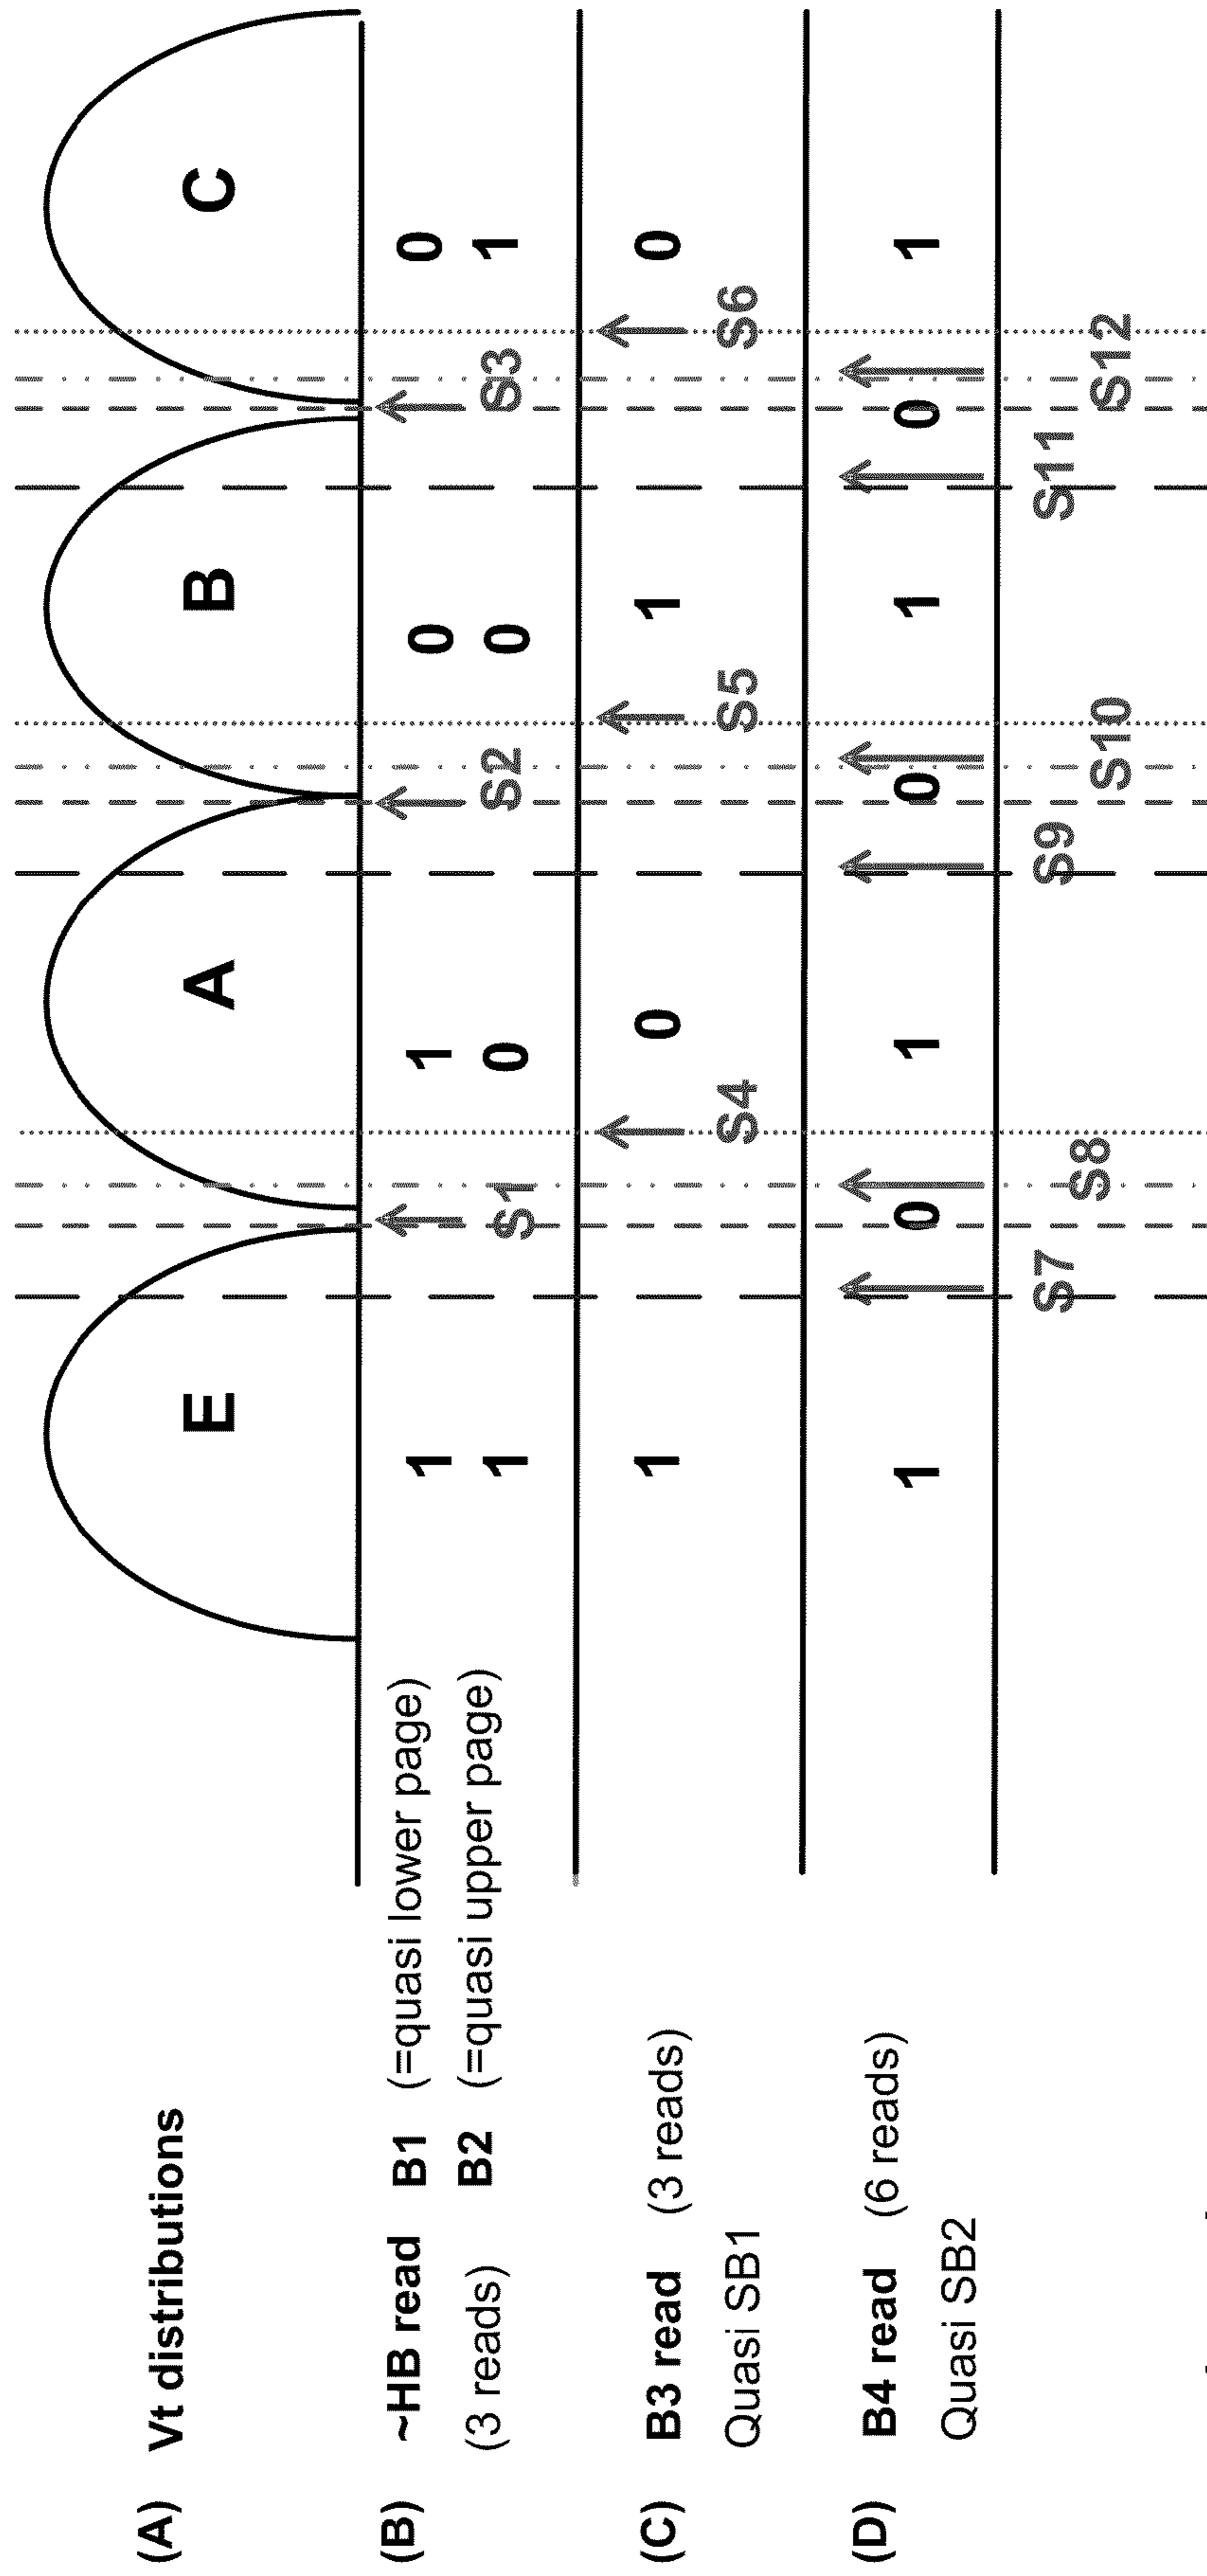 (A) Vt distributions
E A B C
(B) ~HB read B1 (=quasi lower page)
1 1 0 0
(3 reads) B2 (=quasi upper page)
1 0 0 1
S1 S2 S3
(C) B3 read (3 reads)
1 0 1 0
Quasi SB1
S4 S5 S6
(D) B4 read (6 reads)
1 0 1 0 1 0 1
Quasi SB2
S7 S9 S11
S8 S10 S12